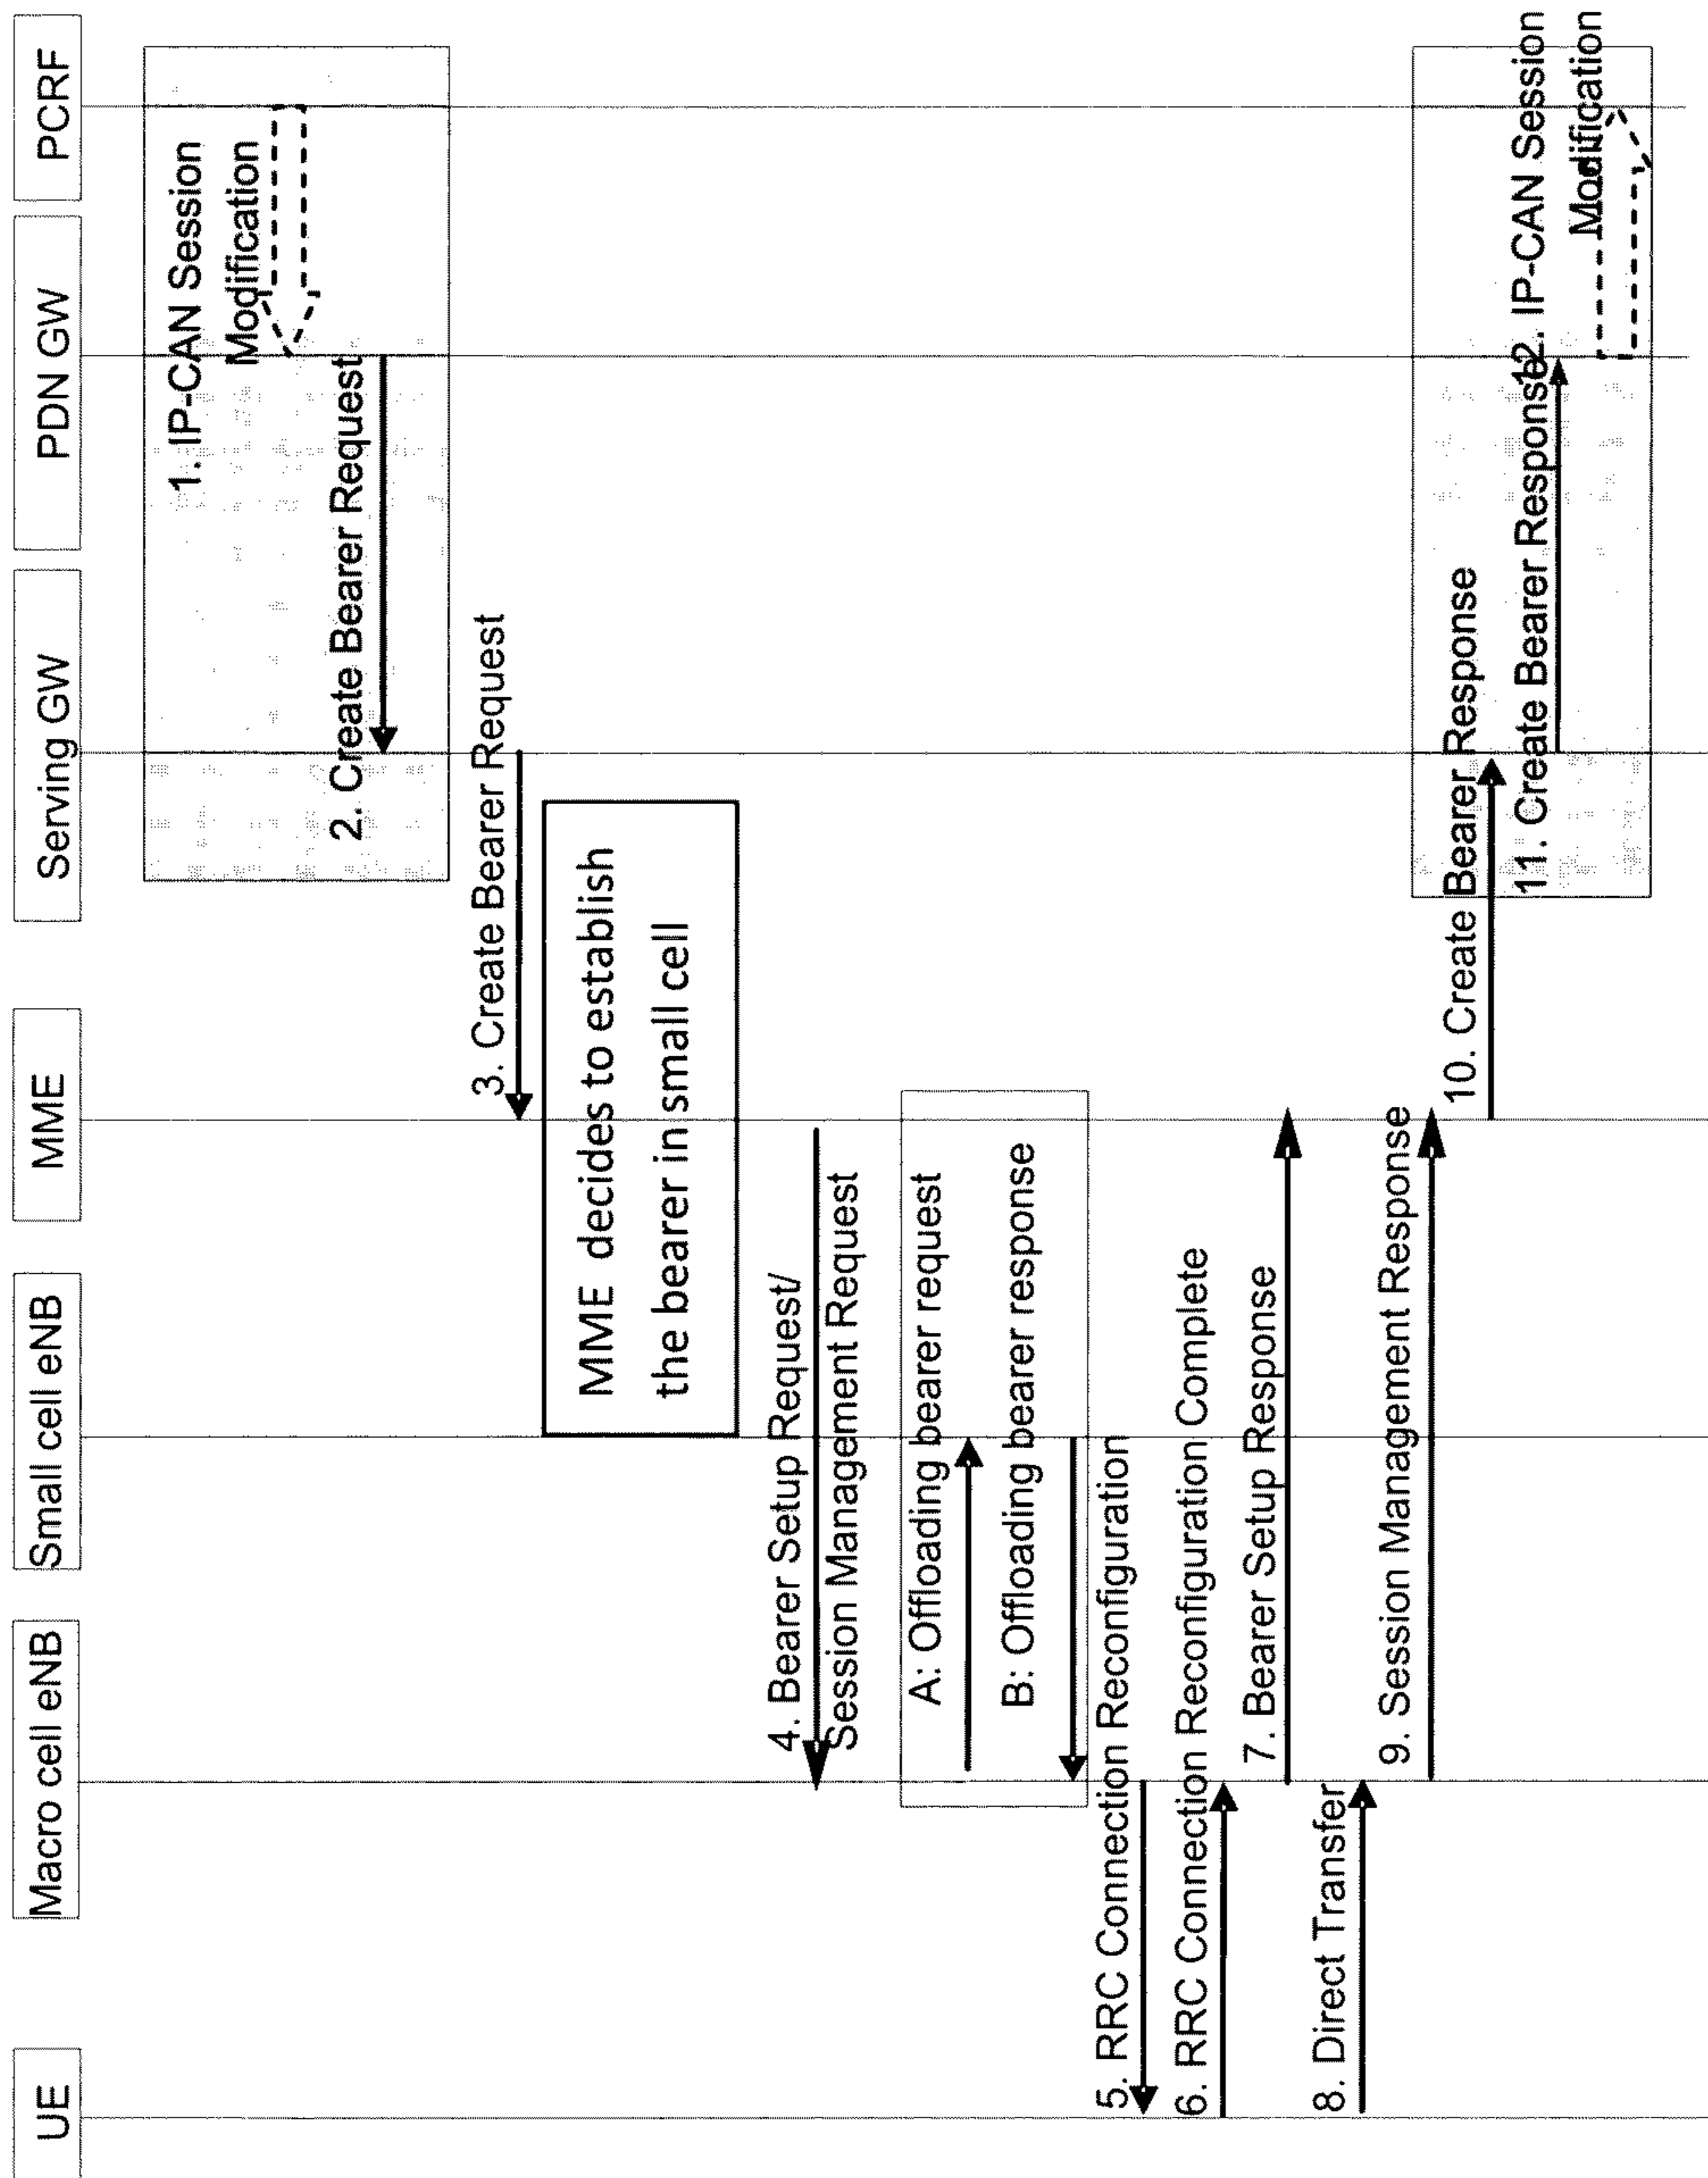 UE
Macro cell eNB
Small cell eNB
MME
Serving GW
PDN GW
PCRF
1. IP-CAN Session
Modification
2. Create Bearer Request
3. Create Bearer Request
MME decides to establish
the bearer in small cell
4. Bearer Setup Request/
Session Management Request
A: Offloading bearer request
B: Offloading bearer response
5. RRC Connection Reconfiguration
6. RRC Connection Reconfiguration Complete
7. Bearer Setup Response
8. Direct Transfer
9. Session Management Response
10. Create Bearer Response
11. Create Bearer Response
12. IP-CAN Session
Modification